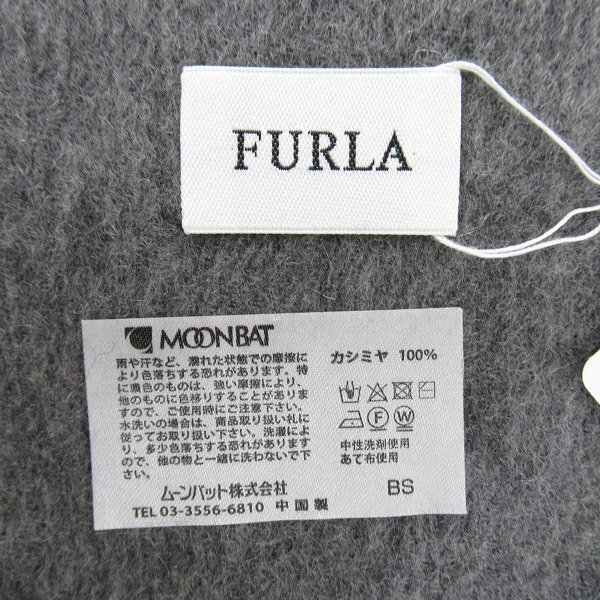 FURLA
MOONBAT
雨や汗など、濡れた状態での摩擦に
より色落ちする恐れがあります。特
に濃色のものは、強い摩擦により、
他のものに色移りすることがありま
すので、ご使用時にご注意下さい。
水洗いの場合は、商品取り扱い札に
従ってお取り扱い下さい。洗濯によ
り、多少色落ちする恐れがあります
ので、他の物と一緒に洗わないで下
さい。
カシミヤ 100%
中性洗剤使用
あて布使用
ムーンバット株式会社
BS
TEL 03-3556-6810 中国製